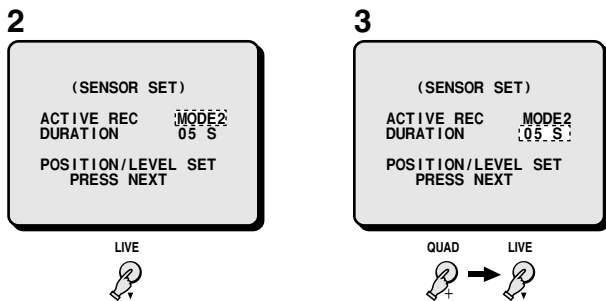 2
(SENSOR SET)
ACTIVE REC MODE2
DURATION 05 S
POSITION/LEVEL SET
PRESS NEXT
LIVE
3
(SENSOR SET)
ACTIVE REC MODE2
DURATION 05 S
POSITION/LEVEL SET
PRESS NEXT
QUAD LIVE
+